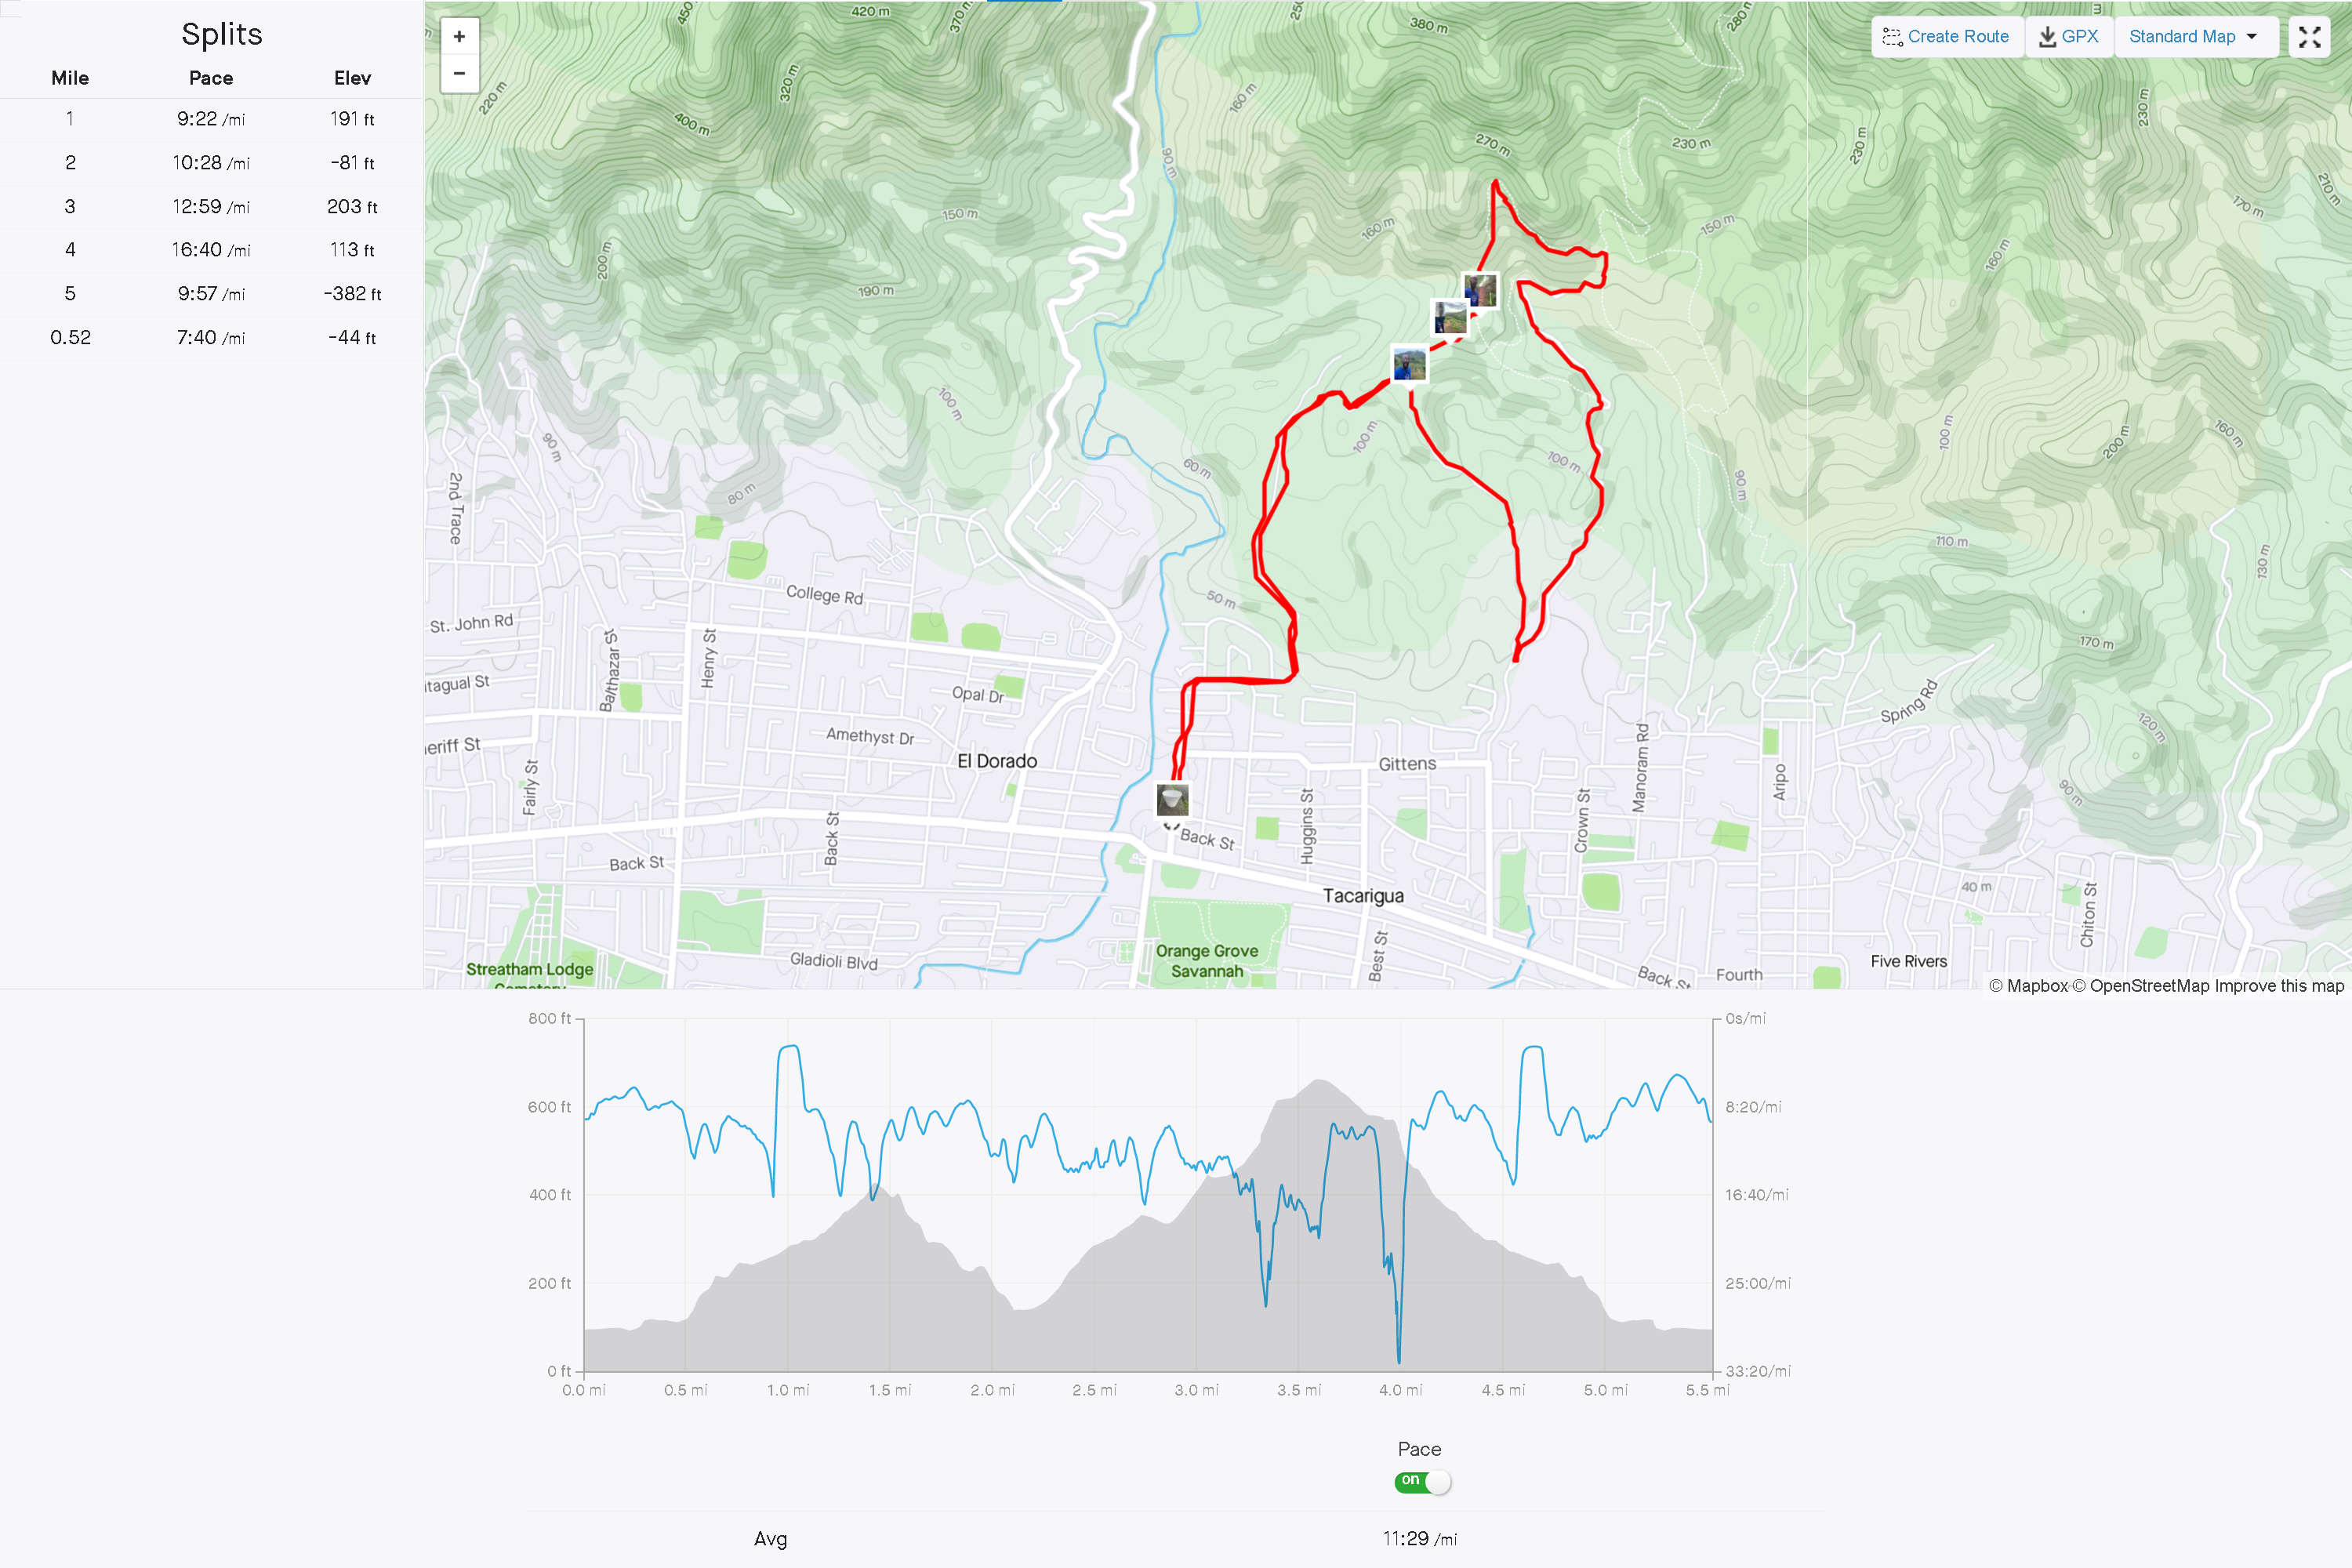 Splits
Mile Pace Elev
1 9:22 /mi 191 ft
2 10:28 /mi -81 ft
3 12:59 /mi 203 ft
4 16:40 /mi 113 ft
5 9:57 /mi -382 ft
0.52 7:40 /mi -44 ft
+
−
Create Route
GPX
Standard Map
450
420 m
370 m
380 m
280 m
220 m
320 m
400 m
160 m
90 m
270 m
230 m
230 m
230 m
210 m
170 m
150 m
160 m
150 m
160 m
200 m
190 m
100 m
100 m
100 m
100 m
200 m
160 m
90 m
80 m
60 m
90 m
110 m
130 m
50 m
170 m
120 m
90 m
40 m
2nd Trace
College Rd
St. John Rd
Balthazar St
Henry St
itagual St
Opal Dr
Amethyst Dr
eriff St
Fairly St
El Dorado
Gittens
Huggins St
Crown St
Manoram Rd
Aripo
Spring Rd
Back St
Back St
Back St
Tacarigua
Orange Grove
Savannah
Best St
Gladioli Blvd
Streatham Lodge
Cemetery
Back St
Fourth
Five Rivers
Chiton St
© Mapbox © OpenStreetMap Improve this map
800 ft
600 ft
400 ft
200 ft
0 ft
0s/mi
8:20/mi
16:40/mi
25:00/mi
33:20/mi
0.0 mi 0.5 mi 1.0 mi 1.5 mi 2.0 mi 2.5 mi 3.0 mi 3.5 mi 4.0 mi 4.5 mi 5.0 mi 5.5 mi
Pace
on
Avg 11:29 /mi